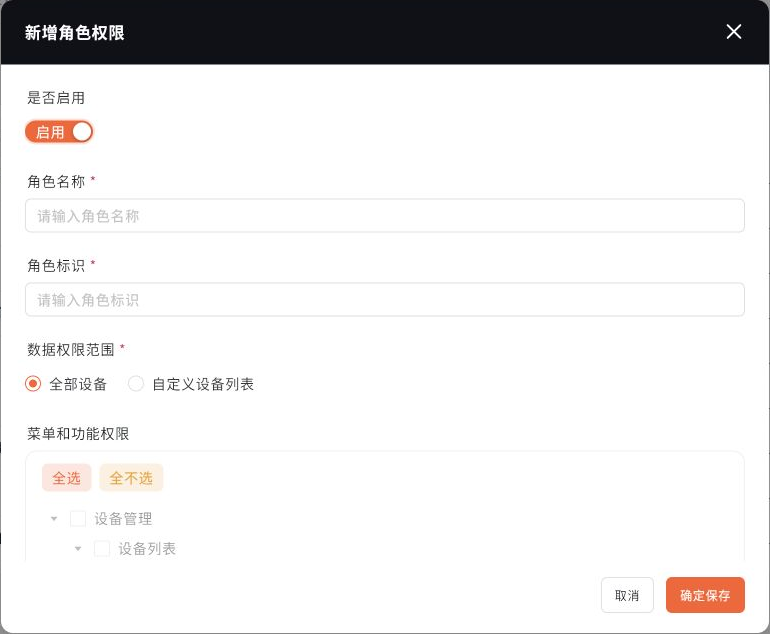 新增角色权限
是否启用
启用
角色名称 *
请输入角色名称
角色标识 *
请输入角色标识
数据权限范围 *
全部设备 自定义设备列表
菜单和功能权限
全选 全不选
设备管理
设备列表
取消 确定保存